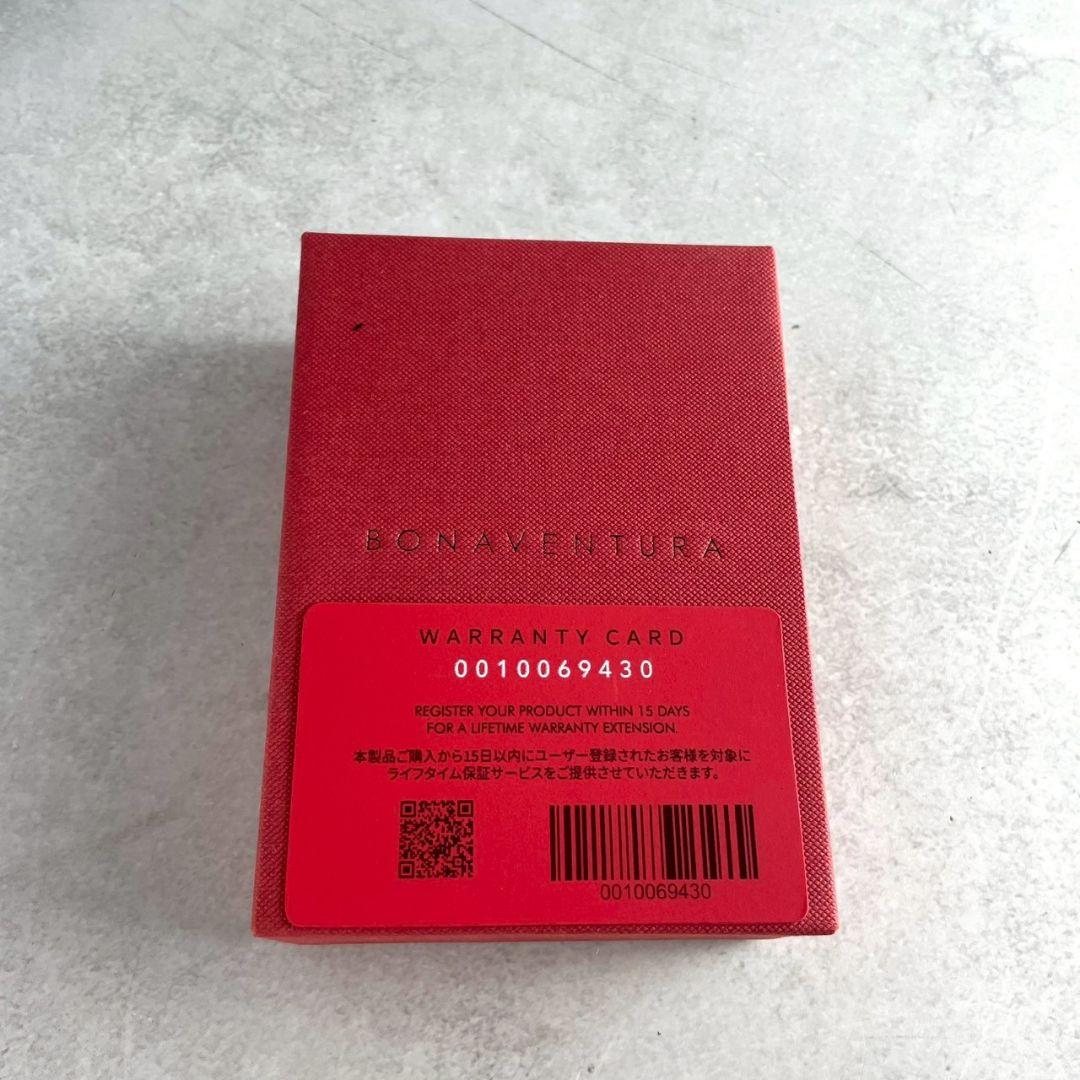 BONAVENTURA
WARRANTY CARD
0010069430
REGISTER YOUR PRODUCT WITHIN 15 DAYS
FOR A LIFETIME WARRANTY EXTENSION.
本製品ご購入から15日以内にユーザー登録されたお客様を対象に
ライフタイム保証サービスをご提供させていただきます。
0010069430